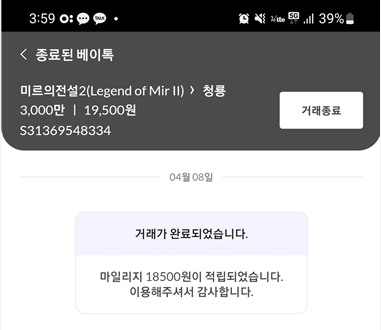 3:59 39%
종료된 베이톡
미르의전설2(Legend of Mir II) > 청룡
3,000만 | 19,500원
거래종료
S31369548334
04월 08일
거래가 완료되었습니다.
마일리지 18500원이 적립되었습니다.
이용해주셔서 감사합니다.